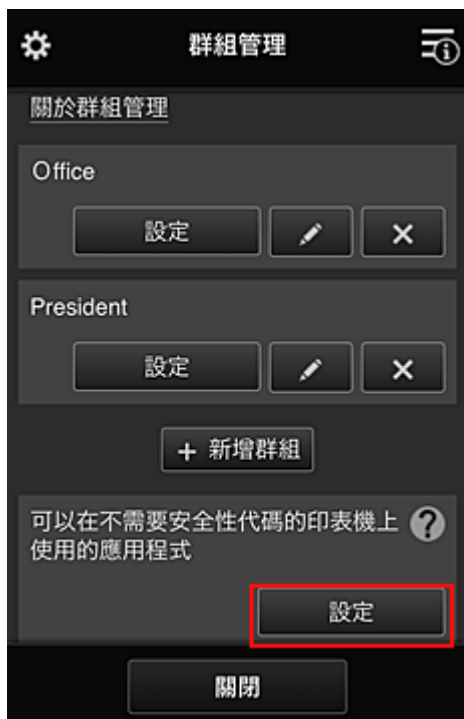 群組管理
關於群組管理
Office
設定
President
設定
+ 新增群組
可以在不需要安全性代碼的印表機上
使用的應用程式
?
設定
關閉